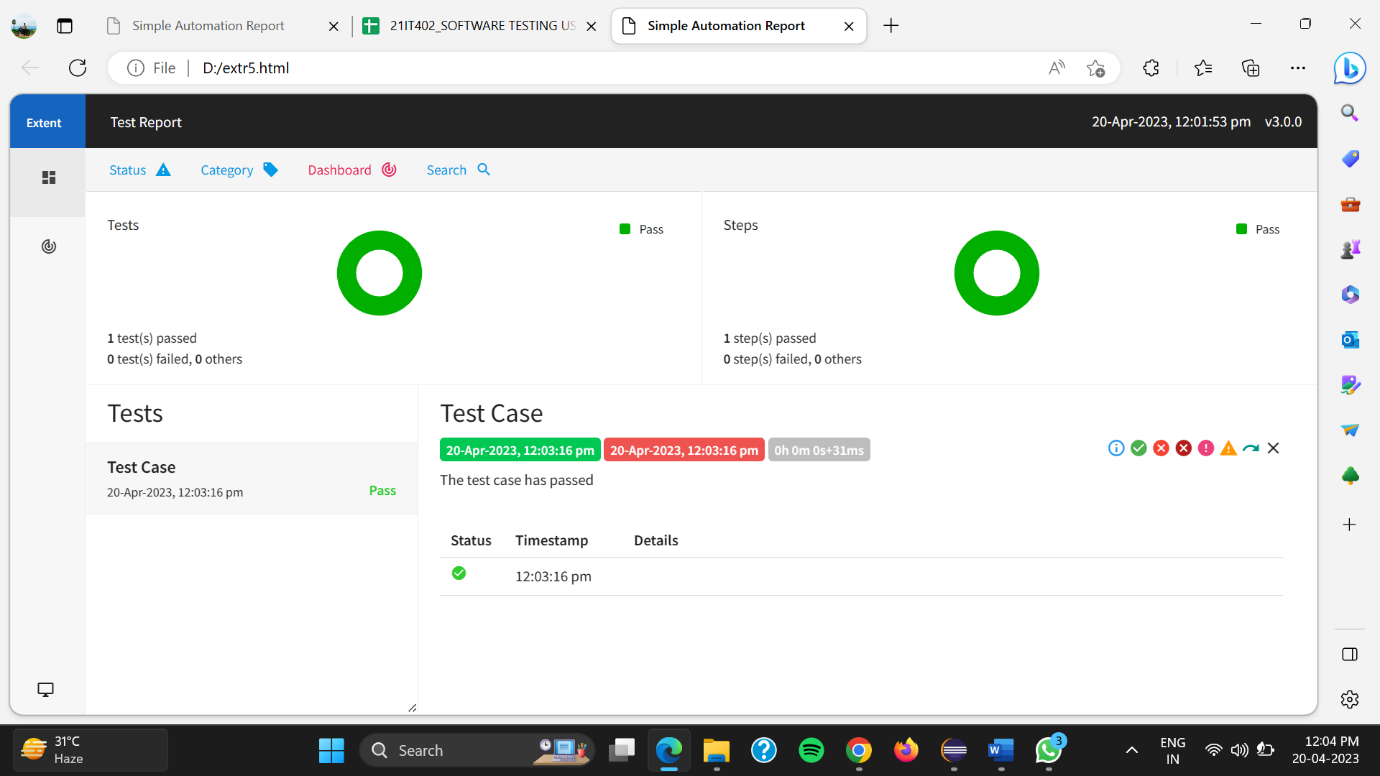 Simple Automation Report
21IT402_SOFTWARE TESTING US
Simple Automation Report
File
D:/extr5.html
Extent
Test Report
20-Apr-2023, 12:01:53 pm
v3.0.0
Status
Category
Dashboard
Search
Tests
Pass
1 test(s) passed
0 test(s) failed, 0 others
Steps
Pass
1 step(s) passed
0 step(s) failed, 0 others
Tests
Test Case
20-Apr-2023, 12:03:16 pm
Pass
Test Case
20-Apr-2023, 12:03:16 pm 20-Apr-2023, 12:03:16 pm 0h 0m 0s+31ms
The test case has passed
Status Timestamp Details
12:03:16 pm
31°C
Haze
Search
3
ENG
IN
12:04 PM
20-04-2023